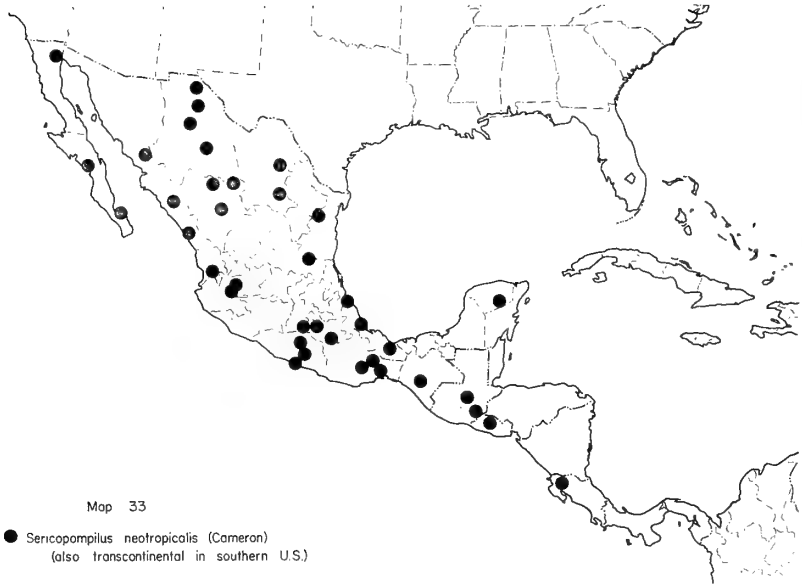 Map 33
Sericopompilus neotropicalis (Cameron)
(also transcontinental in southern U.S.)